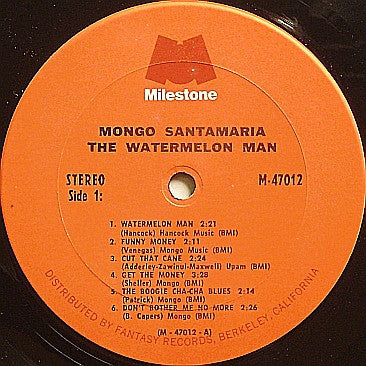 Milestone
MONGO SANTAMARIA
THE WATERMELON MAN
STEREO
M-47012
Side 1:
1. WATERMELON MAN 2:21
(Hancock) Hancock Music (BMI)
2. FUNNY MONEY 2:11
(Venegas) Mongo Music (BMI)
3. CUT THAT CANE 2:24
(Adderley-Zawinul-Maxwell) Upam (BMI)
4. GET THE MONEY 3:28
(Sheller) Mongo (BMI)
5. THE BOOGIE CHA-CHA BLUES 2:14
(Patrick) Mongo (BMI)
6. DON'T BOTHER ME NO MORE 2:26
(B. Capers) Mongo (BMI)
(M - 47012 - A)
DISTRIBUTED BY FANTASY RECORDS, BERKELEY, CALIFORNIA